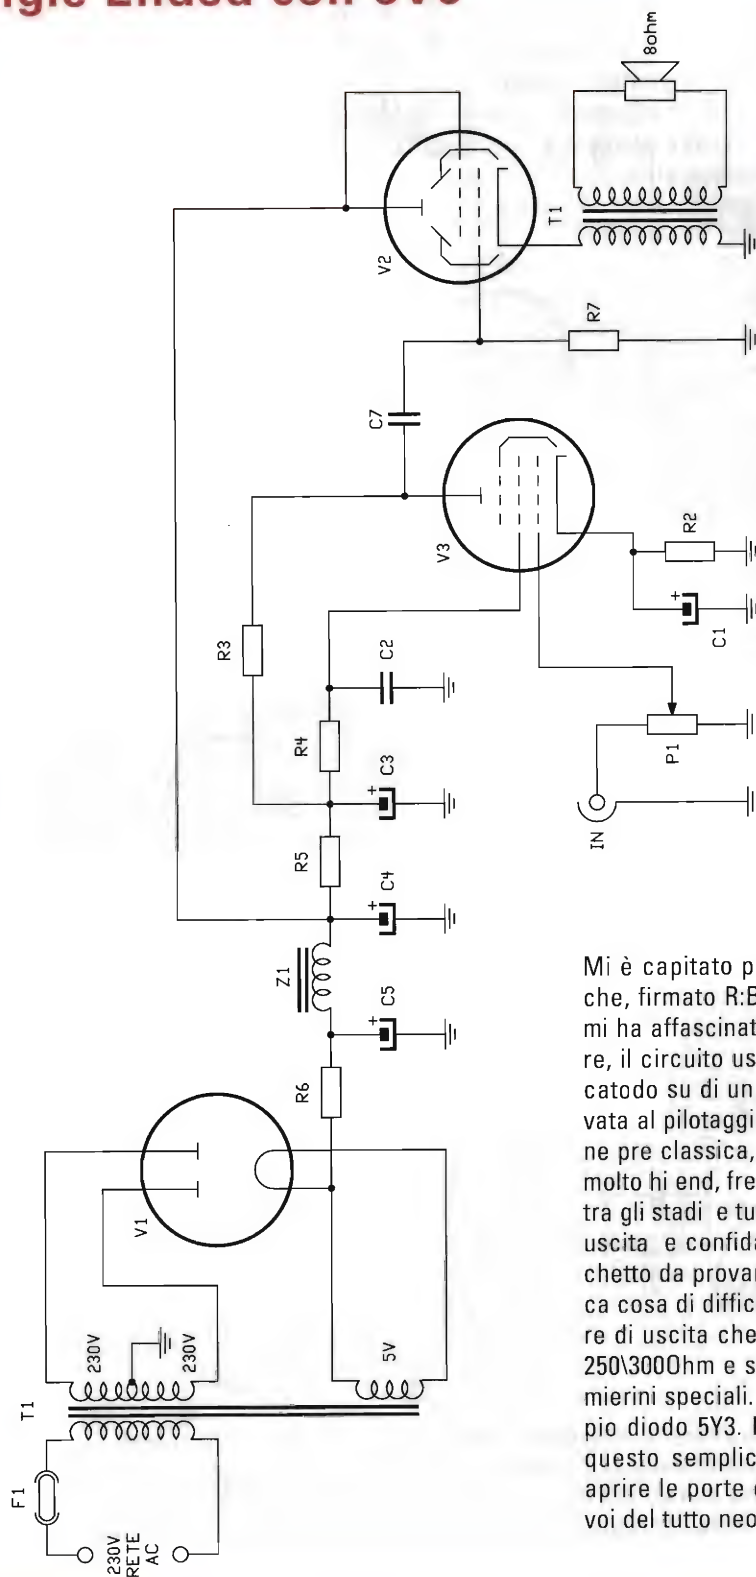 Ended con 6V6
8ohm
T1
V2
R7
C7
V3
R2
C1
R3
C2
R4
C3
P1
IN
R5
C4
Z1
C5
R6
V1
230V
230V
5V
T1
F1
230V
RETE
AC
Mi è capitato p
che, firmato R:B
mi ha affascinat
re, il circuito us
catodo su di un
vata al pilotaggi
ne pre classica,
molto hi end, fre
tra gli stadi e tu
uscita e confida
chetto da provar
ca cosa di diffic
re di uscita che
250\300Ohm e s
mierini speciali.
pio diodo 5Y3. I
questo semplic
aprire le porte d
voi del tutto neo